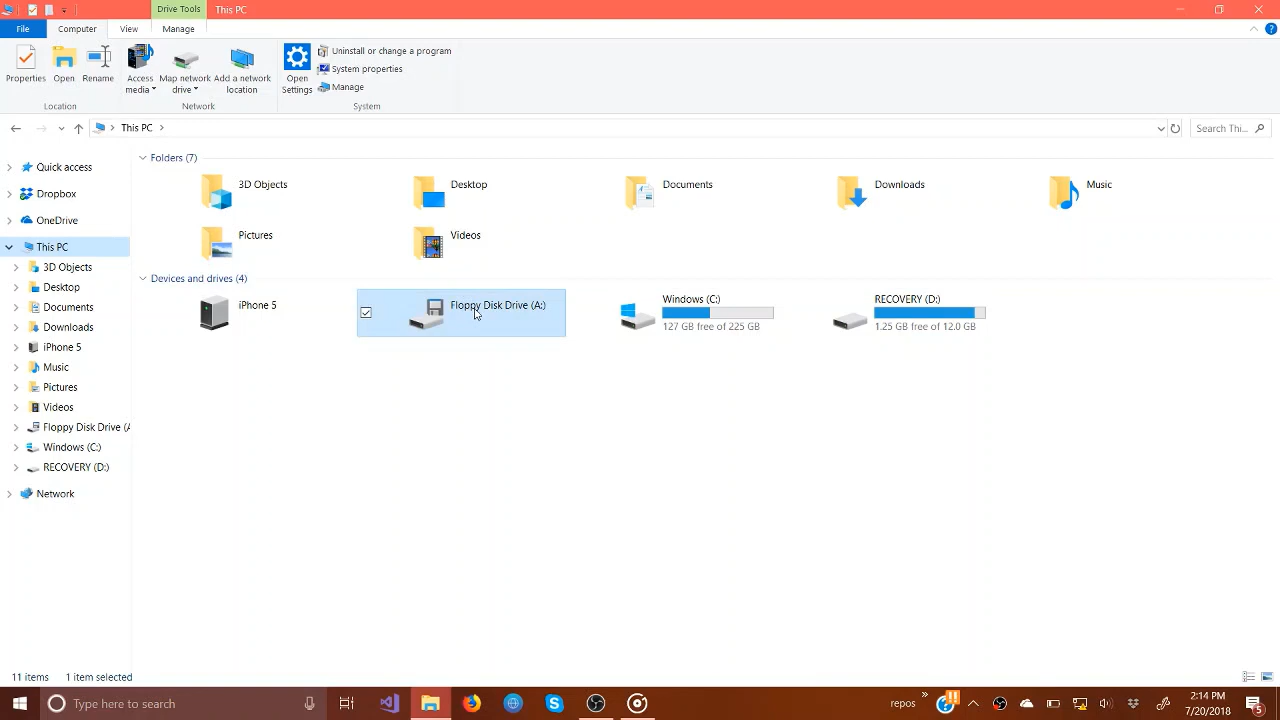 Drive Tools
This PC
File
Computer
View
Manage
Properties
Open
Rename
Access media
Map network drive
Add a network location
Open Settings
Uninstall or change a program
System properties
Manage
Location
Network
System
This PC
Search Thi...
Quick access
Dropbox
OneDrive
This PC
3D Objects
Desktop
Documents
Downloads
iPhone 5
Music
Pictures
Videos
Floppy Disk Drive (A
Windows (C:)
RECOVERY (D:)
Network
Folders (7)
3D Objects
Desktop
Documents
Downloads
Music
Pictures
Videos
Devices and drives (4)
iPhone 5
Floppy Disk Drive (A:)
Windows (C:)
127 GB free of 225 GB
RECOVERY (D:)
1.25 GB free of 12.0 GB
11 items
1 item selected
Type here to search
repos
2:14 PM
7/20/2018
5